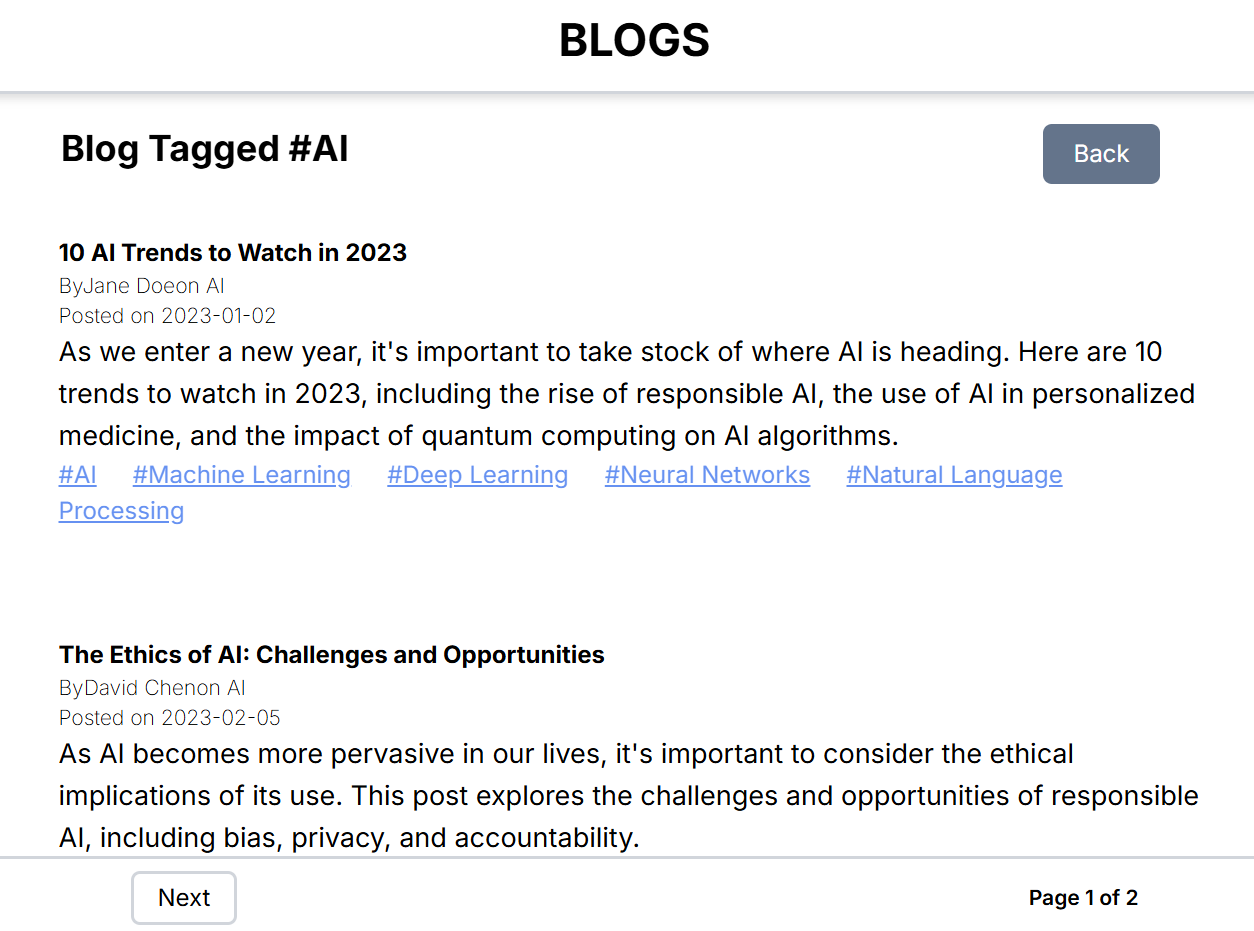 BLOGS
Blog Tagged #AI
Back
10 AI Trends to Watch in 2023
ByJane Doeon AI
Posted on 2023-01-02
As we enter a new year, it's important to take stock of where AI is heading. Here are 10
trends to watch in 2023, including the rise of responsible AI, the use of AI in personalized
medicine, and the impact of quantum computing on AI algorithms.
#AI #Machine Learning #Deep Learning #Neural Networks #Natural Language
Processing
The Ethics of AI: Challenges and Opportunities
ByDavid Chenon AI
Posted on 2023-02-05
As AI becomes more pervasive in our lives, it's important to consider the ethical
implications of its use. This post explores the challenges and opportunities of responsible
AI, including bias, privacy, and accountability.
Next
Page 1 of 2